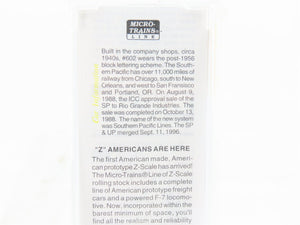 MICRO-
TRAINS®
LINE
Built in the company shops, circa
1940s, #602 wears the post-1956
block lettering scheme. The South-
ern Pacific has over 11,000 miles of
railway from Chicago, south to New
Orleans, and west to San Fransisco
and Portland, OR. On August 9,
1988, the ICC approval sale of the
SP to Rio Grande Industries. The
sale was completed on October 13,
1988. The name of the new system
was Southern Pacific Lines. The SP
& UP merged Sept. 11, 1996.
"Z" AMERICANS ARE HERE
The first American made, Ameri-
can prototype Z-Scale has arrived!
The Micro-Trains® Line of Z-Scale
rolling stock includes a complete
line of American prototype freight
cars and a powered F-7 locomo-
tive. Now, incorporated within the
barest minimum of space, you'll
find all the realism and reliability